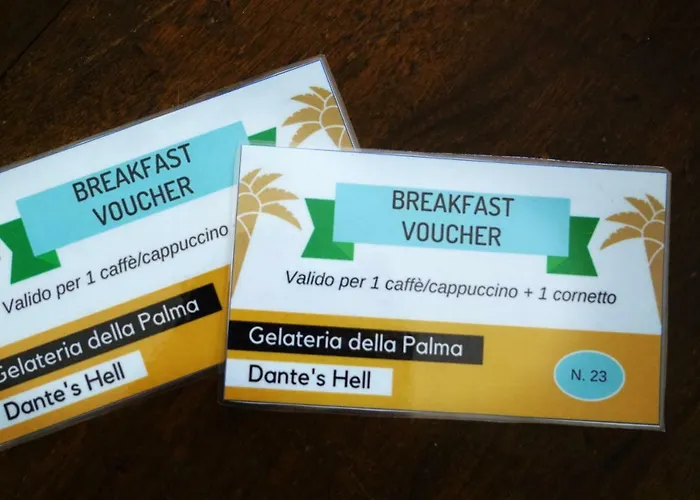 BREAKFAST
VOUCHER
Valido per 1 caffè/cappuccino
Gelateria della Palma
Dante's Hell
BREAKFAST
VOUCHER
Valido per 1 caffè/cappuccino + 1 cornetto
Gelateria della Palma
Dante's Hell
N. 23